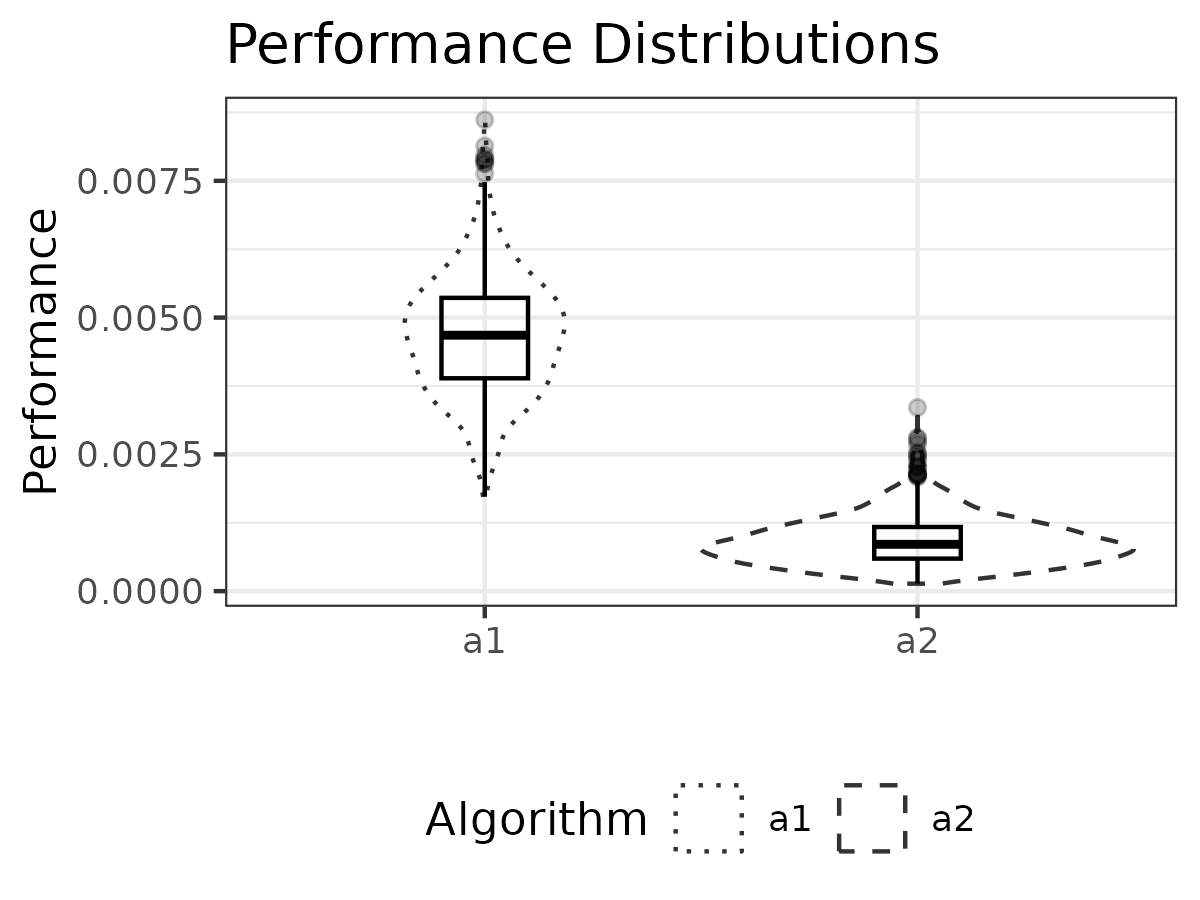 Performance Distributions
Performance
0.0075
0.0050
0.0025
0.0000
a1 a2
Algorithm a1 a2